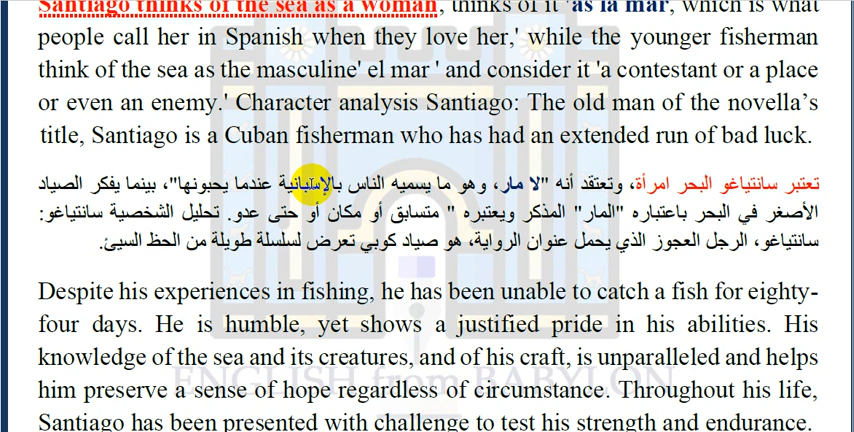 Santiago thinks of the sea as a woman, thinks of it 'as la mar, which is what
people call her in Spanish when they love her,' while the younger fisherman
think of the sea as the masculine' el mar ' and consider it 'a contestant or a place
or even an enemy.' Character analysis Santiago: The old man of the novella's
title, Santiago is a Cuban fisherman who has had an extended run of bad luck.
تعتبر سانتياغو البحر امرأة، وتعتقد أنه "لا مار، وهو ما يسميه الناس بالإسبانية عندما يحبونها"، بينما يفكر الصياد
الأصغر في البحر باعتباره "المار" المذكر ويعتبره " متسابق أو مكان أو حتى عدو. تحليل الشخصية سانتياغو:
سانتياغو، الرجل العجوز الذي يحمل عنوان الرواية، هو صياد كوبي تعرض لسلسلة طويلة من الحظ السيئ.
Despite his experiences in fishing, he has been unable to catch a fish for eighty-
four days. He is humble, yet shows a justified pride in his abilities. His
knowledge of the sea and its creatures, and of his craft, is unparalleled and helps
him preserve a sense of hope regardless of circumstance. Throughout his life,
ENGLISH from BABYLON
Santiago has been presented with challenge to test his strength and endurance.